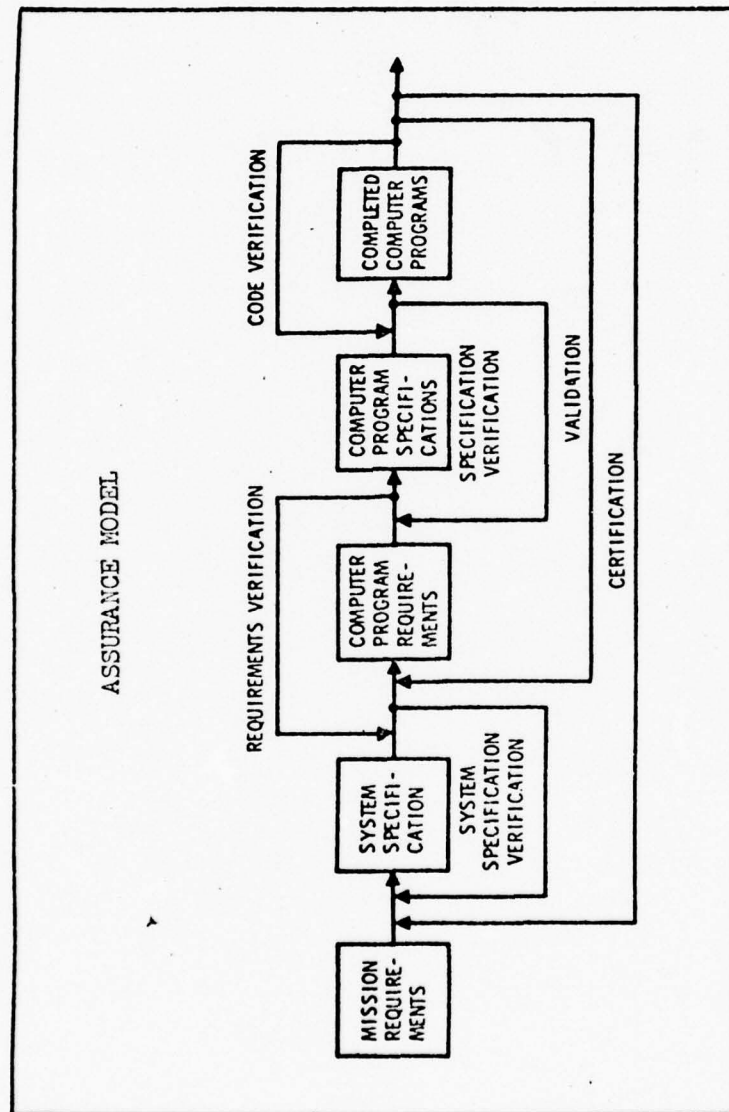 ASSURANCE MODEL
REQUIREMENTS VERIFICATION
CODE VERIFICATION
MISSION
REQUIRE-
MENTS
SYSTEM
SPECIFI-
CATION
COMPUTER
PROGRAM
REQUIRE-
MENTS
COMPUTER
PROGRAM
SPECIFI-
CATIONS
COMPLETED
COMPUTER
PROGRAMS
SYSTEM
SPECIFICATION
VERIFICATION
SPECIFICATION
VERIFICATION
VALIDATION
CERTIFICATION